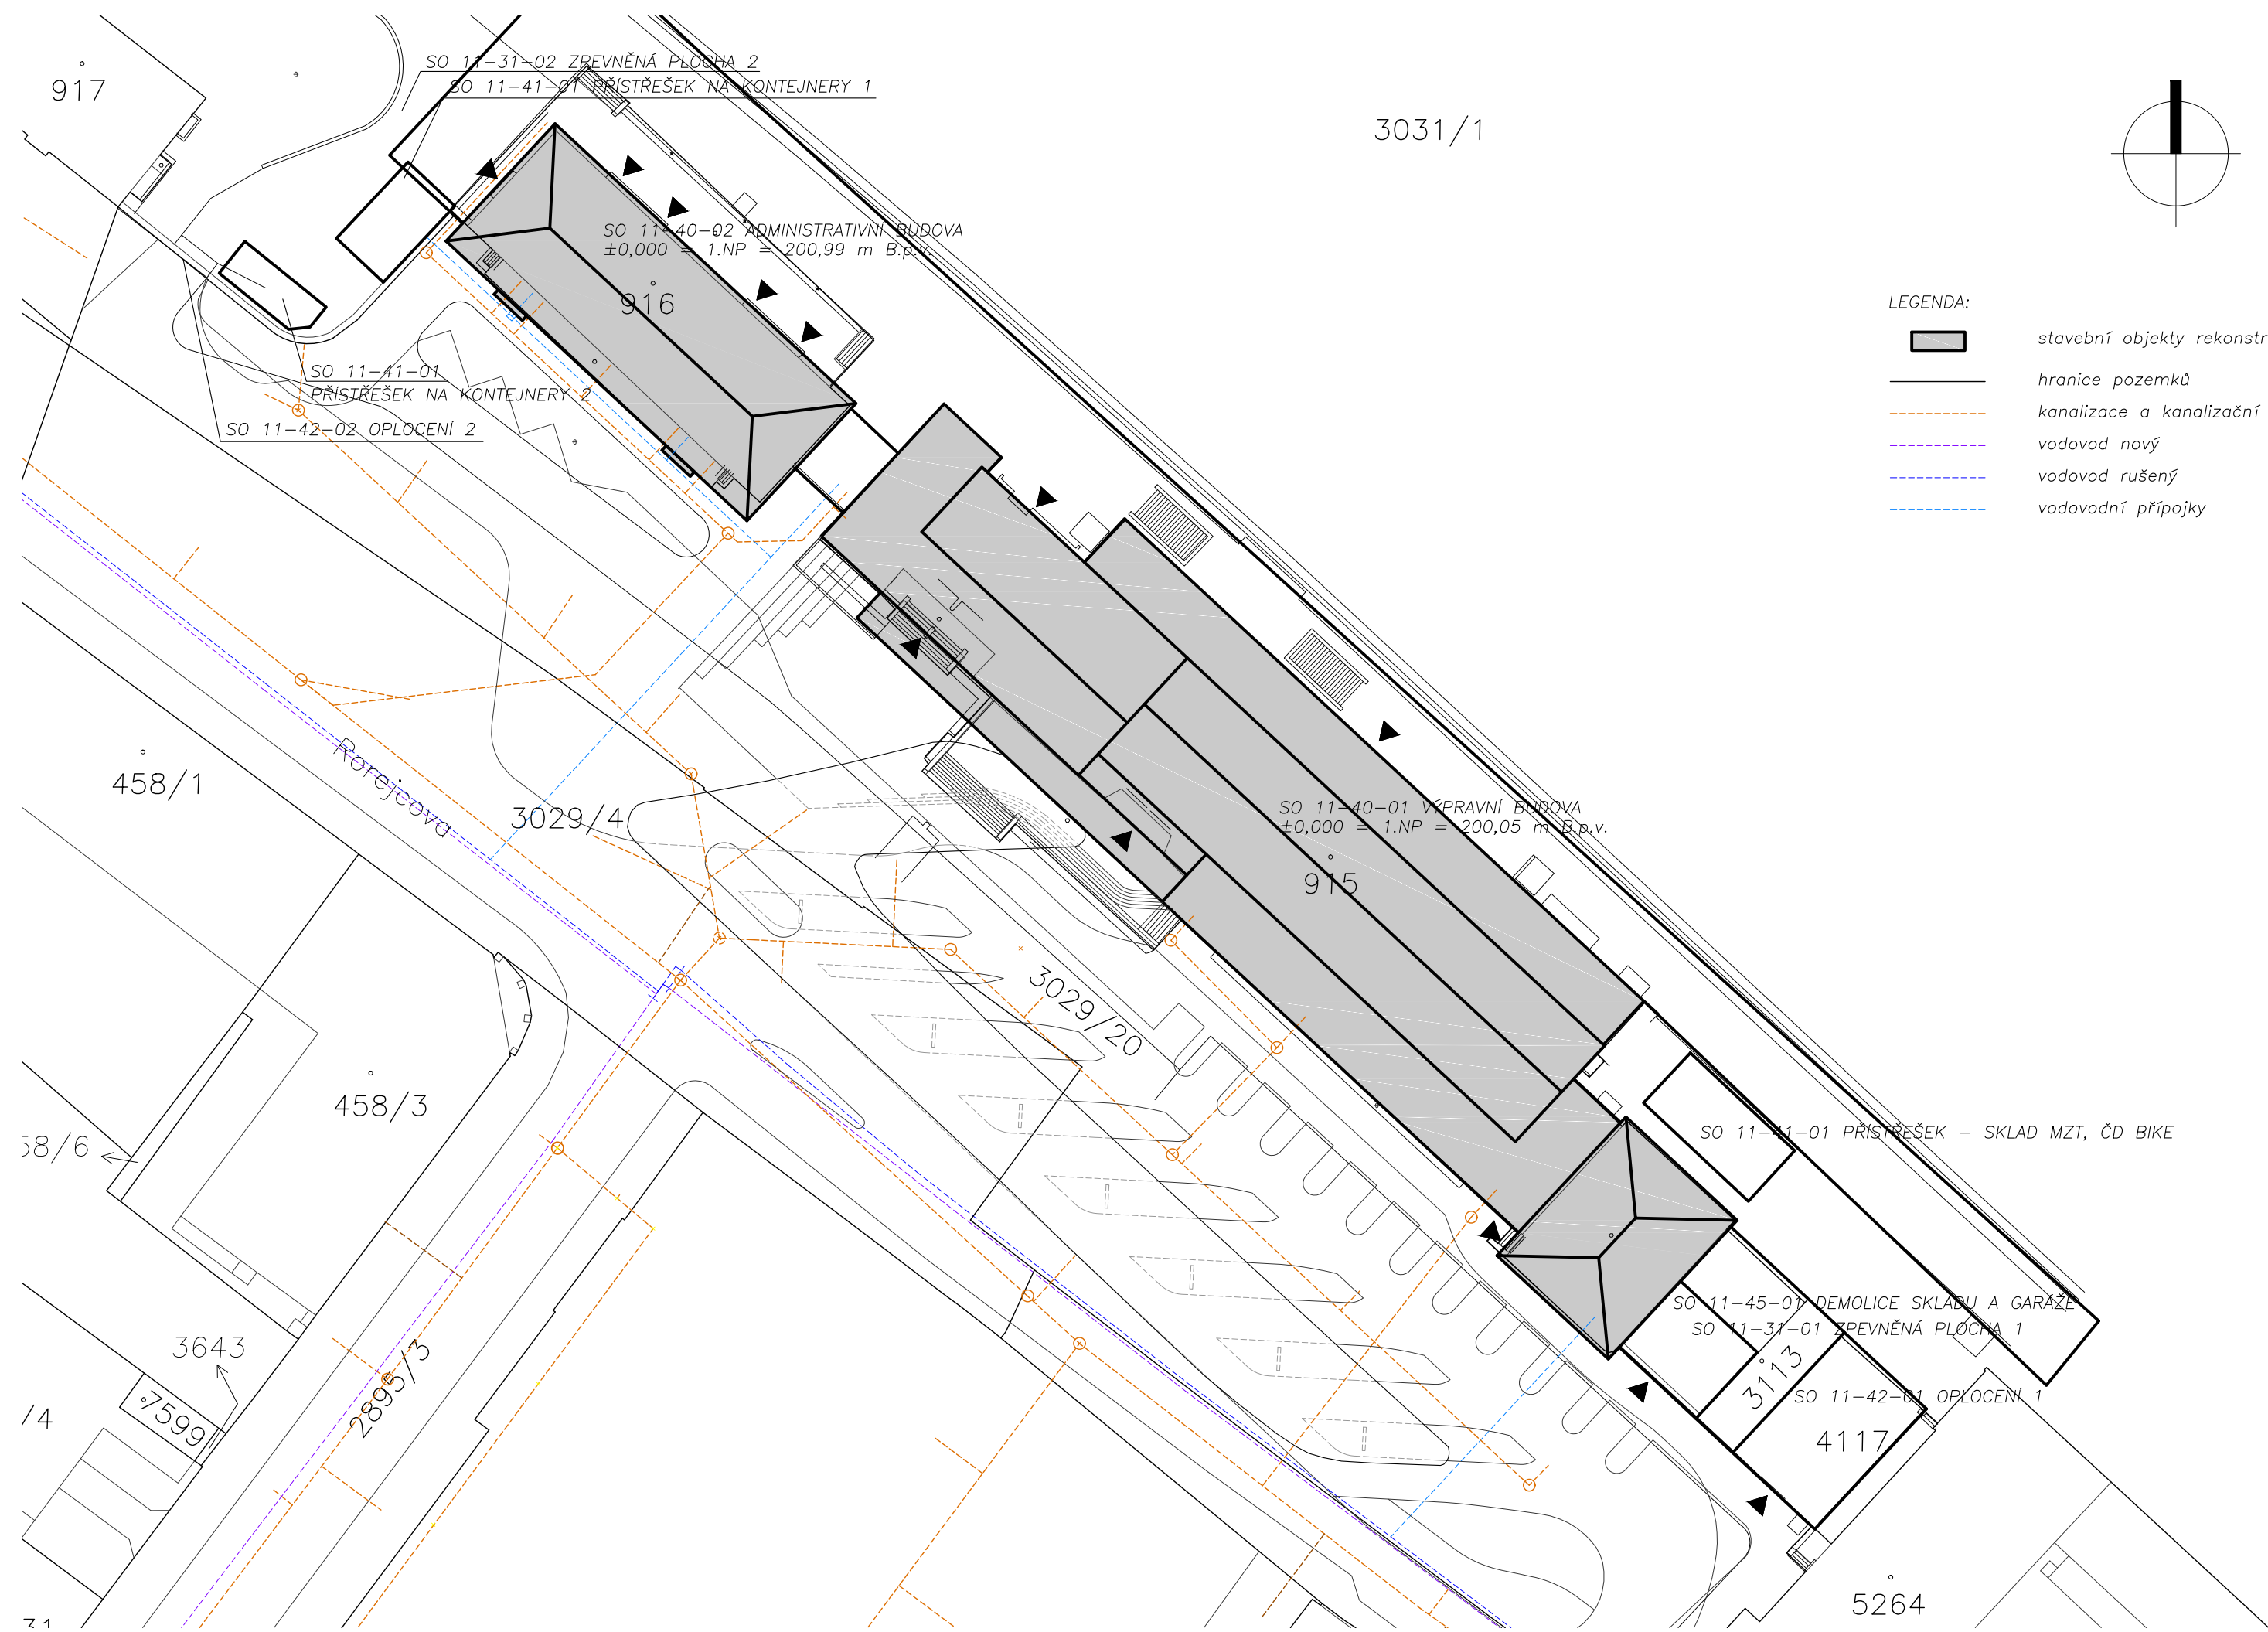 917
SO 11-31-02 ZPEVNĚNÁ PLOCHA 2
SO 11-41-01 PŘÍSTŘEŠEK NA KONTEJNERY 1
3031/1
SO 11-40-02 ADMINISTRATIVNÍ BUDOVA
±0,000 = 1.NP = 200,99 m B.p.v.
916
LEGENDA:
stavební objekty rekonstr
hranice pozemků
kanalizace a kanalizační
vodovod nový
vodovod rušený
vodovodní přípojky
SO 11-41-01
PŘÍSTŘEŠEK NA KONTEJNERY 2
SO 11-42-02 OPLOCENÍ 2
458/1
Rorejcova
3029/4
SO 11-40-01 VÝPRAVNÍ BUDOVA
±0,000 = 1.NP = 200,05 m B.p.v.
915
3029/20
458/3
58/6
SO 11-41-01 PŘÍSTŘEŠEK – SKLAD MZT, ČD BIKE
SO 11-45-01 DEMOLICE SKLADU A GARÁŽE
SO 11-31-01 ZPEVNĚNÁ PLOCHA 1
3643
2895/3
3113
SO 11-42-01 OPLOCENÍ 1
7599
/4
4117
5264
31